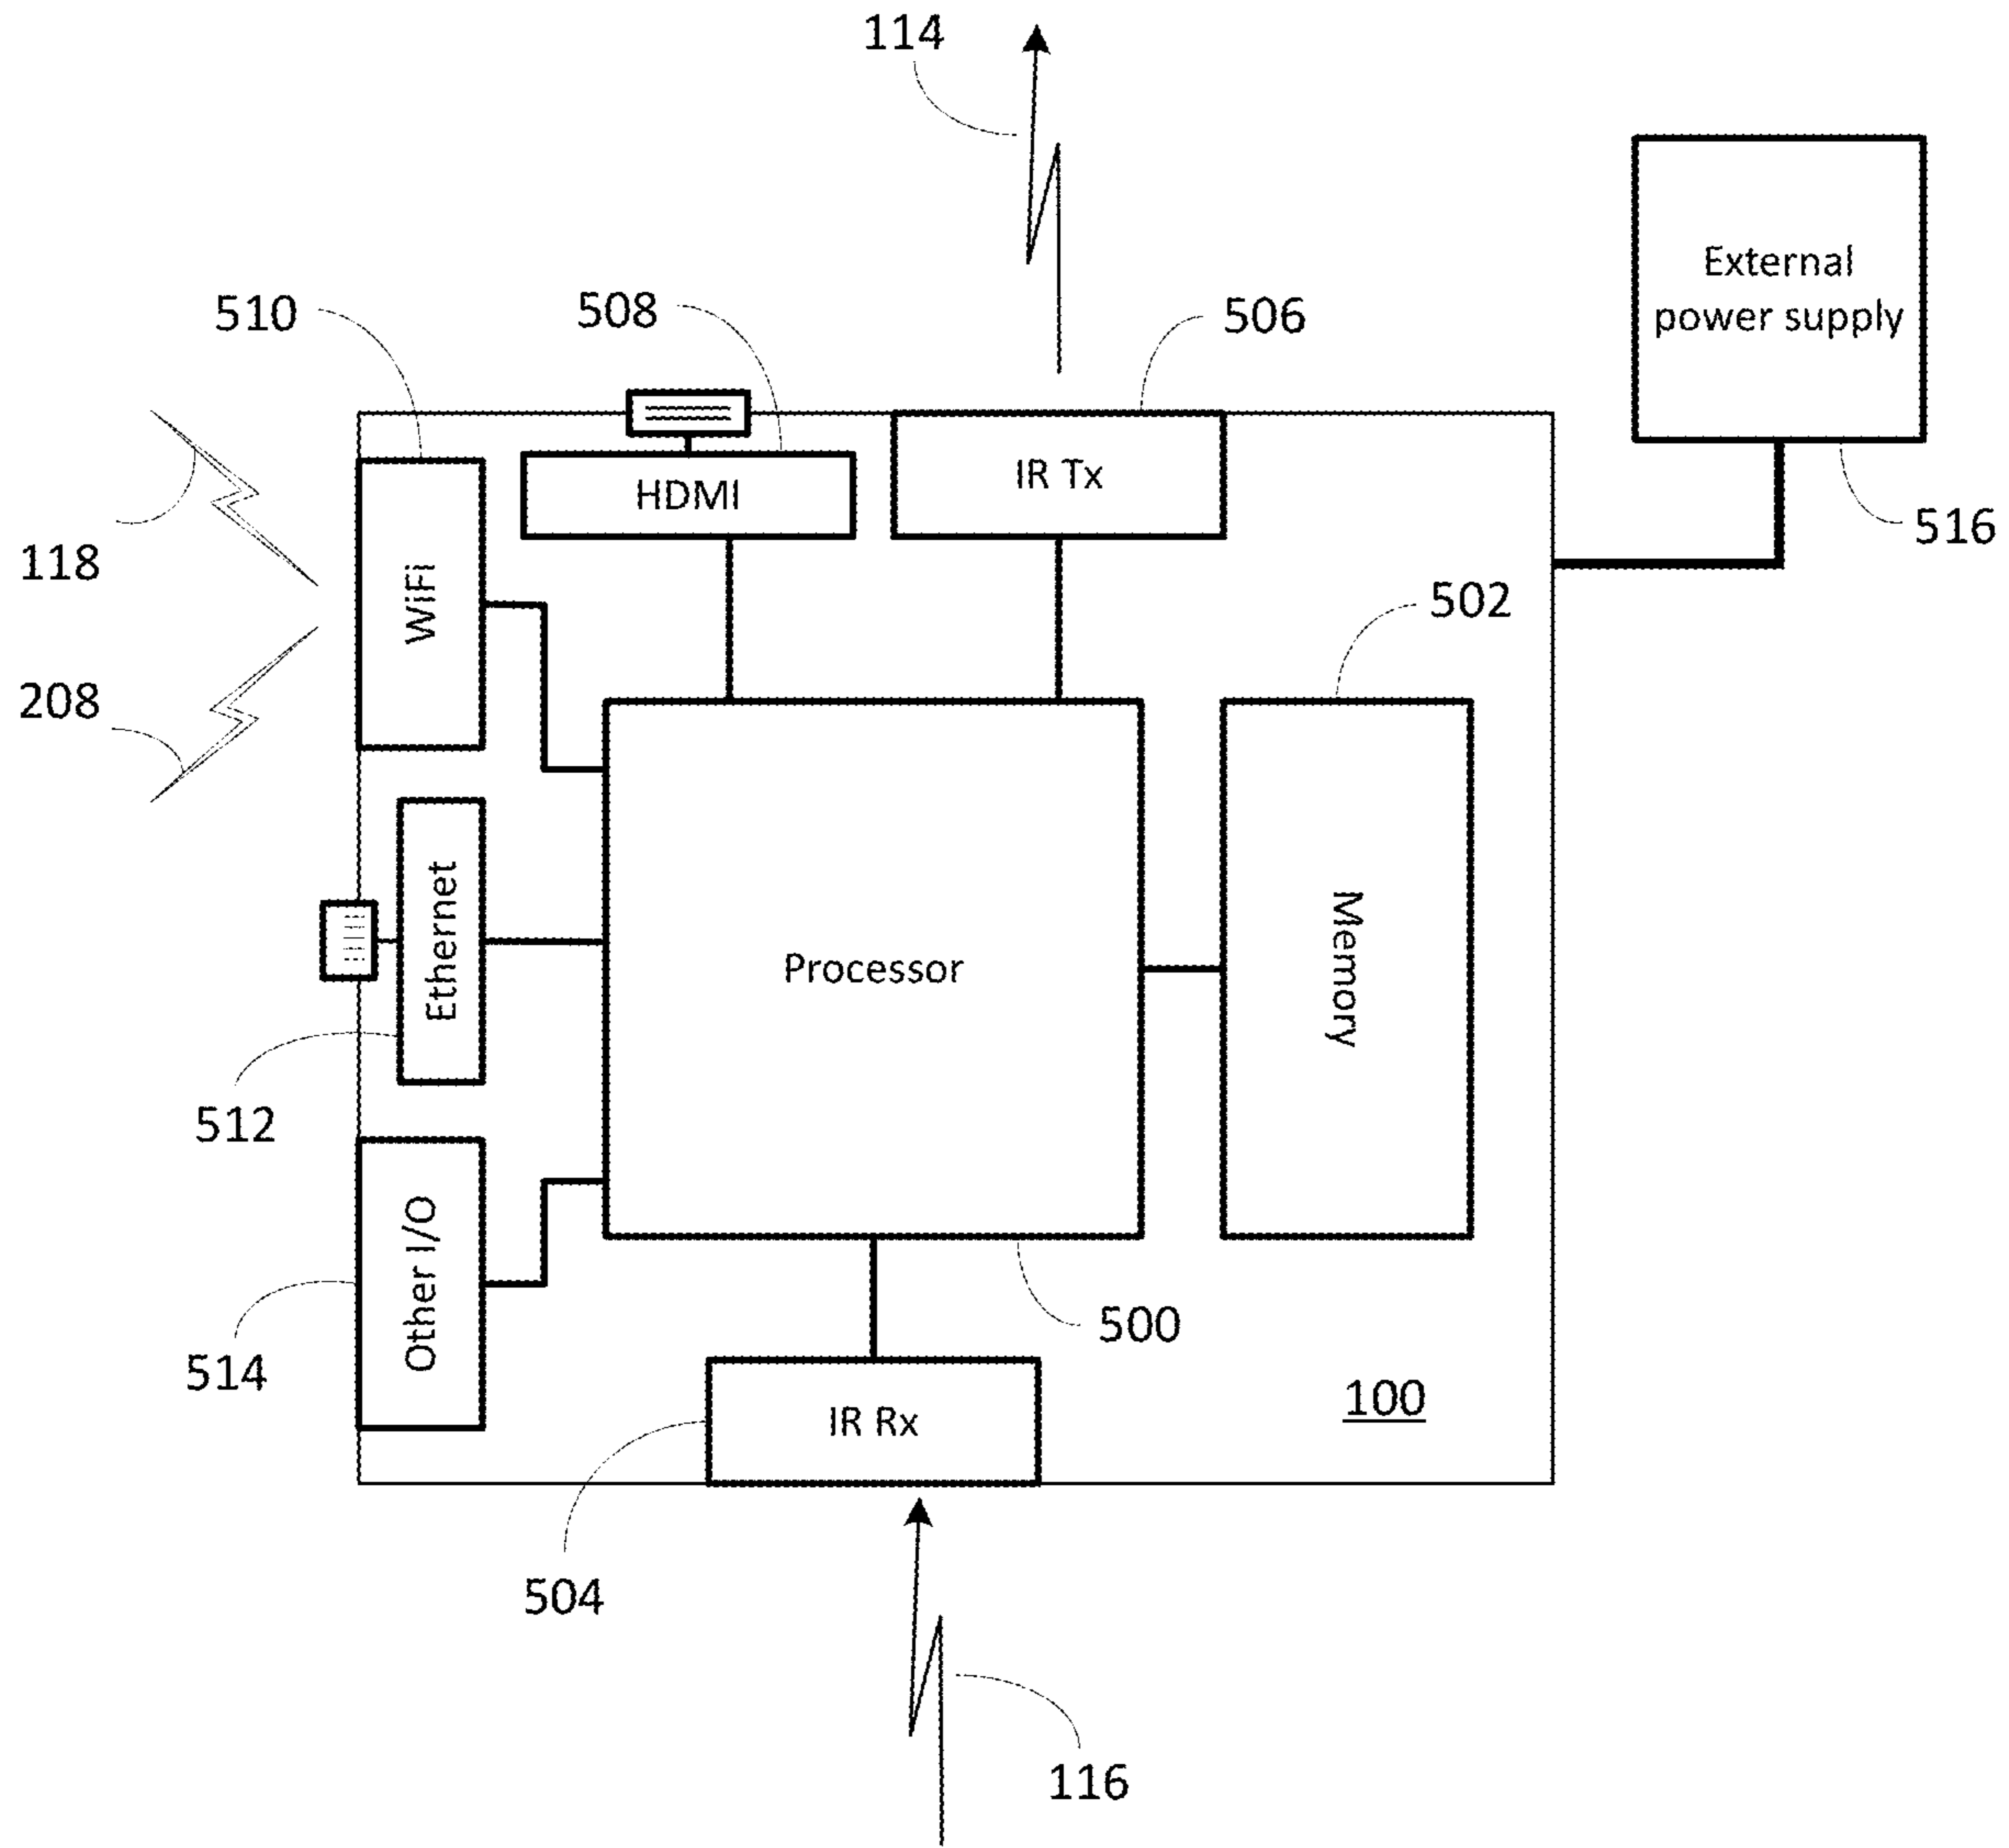 114
External
power supply
510
508
506
HDMI
IR Tx
516
118
WiFi
502
208
Ethernet
Processor
Memory
512
Other I/O
500
514
100
IR Rx
504
116